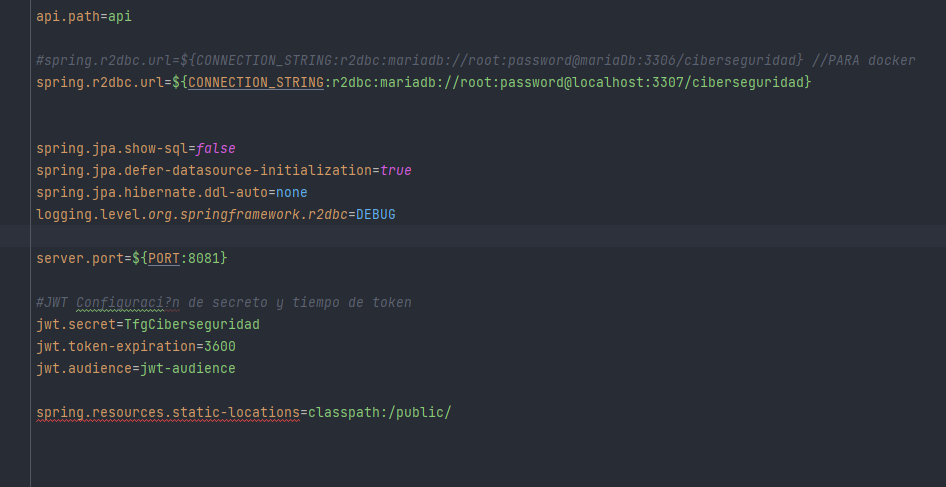 api.path=api
#spring.r2dbc.url=${CONNECTION_STRING:r2dbc:mariadb://root:password@mariaDb:3306/ciberseguridad} //PARA docker
spring.r2dbc.url=${CONNECTION_STRING:r2dbc:mariadb://root:password@localhost:3307/ciberseguridad}
spring.jpa.show-sql=false
spring.jpa.defer-datasource-initialization=true
spring.jpa.hibernate.ddl-auto=none
logging.level.org.springframework.r2dbc=DEBUG
server.port=${PORT:8081}
#JWT Configuraci?n de secreto y tiempo de token
jwt.secret=TfgCiberseguridad
jwt.token-expiration=3600
jwt.audience=jwt-audience
spring.resources.static-locations=classpath:/public/